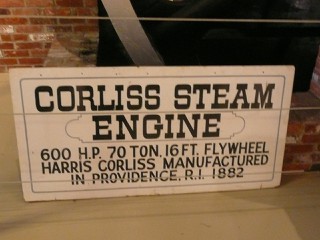 CORLISS STEAM
ENGINE
600 H.P. 70 TON, 16 FT. FLYWHEEL
HARRIS CORLISS MANUFACTURED
IN PROVIDENCE, R.I. 1882